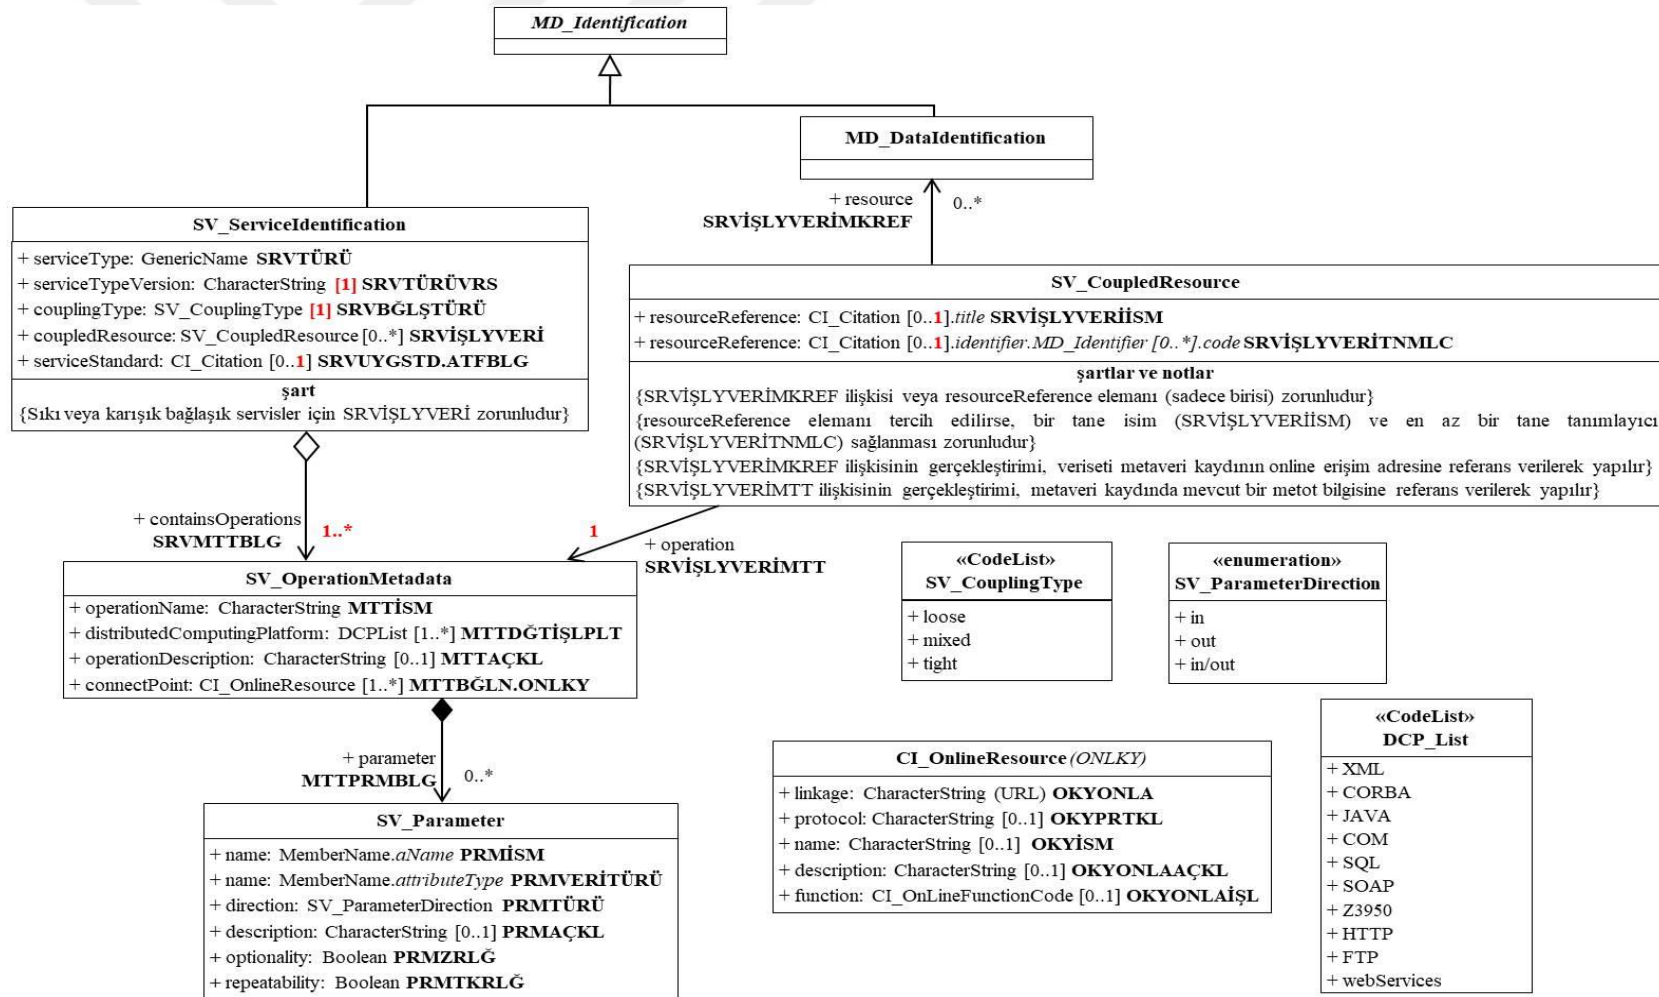 MD_Identification
MD_DataIdentification
+ resource
0..*
SRVİŞLYVERİMKREF
SV_ServiceIdentification
+ serviceType: GenericName SRVTÜRÜ
+ serviceTypeVersion: CharacterString [1] SRVTÜRÜVRS
+ couplingType: SV_CouplingType [1] SRVBĞLŞTÜRÜ
+ coupledResource: SV_CoupledResource [0..*] SRVİŞLYVERİ
+ serviceStandard: CI_Citation [0..1] SRVUYGSTD.ATFBLG
şart
{Sıkı veya karışık bağlaşık servisler için SRVİŞLYVERİ zorunludur}
SV_CoupledResource
+ resourceReference: CI_Citation [0..1].title SRVİŞLYVERİİSM
+ resourceReference: CI_Citation [0..1].identifier.MD_Identifier [0..*].code SRVİŞLYVERİTNMLC
şartlar ve notlar
{SRVİŞLYVERİMKREF ilişkisi veya resourceReference elemanı (sadece birisi) zorunludur}
{resourceReference elemanı tercih edilirse, bir tane isim (SRVİŞLYVERİİSM) ve en az bir tane tanımlayıcı
(SRVİŞLYVERİTNMLC) sağlanması zorunludur}
{SRVİŞLYVERİMKREF ilişkisinin gerçekleştirimi, veriseti metaveri kaydının online erişim adresine referans verilerek yapılır}
{SRVİŞLYVERİMTT ilişkisinin gerçekleştirimi, metaveri kaydında mevcut bir metot bilgisine referans verilerek yapılır}
+ containsOperations
SRVMTTBLG
1..*
1
+ operation
SRVİŞLYVERİMTT
SV_OperationMetadata
+ operationName: CharacterString MTTİSM
+ distributedComputingPlatform: DCPList [1..*] MTTDĞTİŞLPLT
+ operationDescription: CharacterString [0..1] MTTAÇKL
+ connectPoint: CI_OnlineResource [1..*] MTTBĞLN.ONLKY
«CodeList»
SV_CouplingType
+ loose
+ mixed
+ tight
«enumeration»
SV_ParameterDirection
+ in
+ out
+ in/out
+ parameter
MTTPRMBLG
0..*
SV_Parameter
+ name: MemberName.aName PRMİSM
+ name: MemberName.attributeType PRMVERİTÜRÜ
+ direction: SV_ParameterDirection PRMTÜRÜ
+ description: CharacterString [0..1] PRMAÇKL
+ optionality: Boolean PRMZRLĞ
+ repeatability: Boolean PRMTKRLĞ
CI_OnlineResource (ONLKY)
+ linkage: CharacterString (URL) OKYONLA
+ protocol: CharacterString [0..1] OKYPRTKL
+ name: CharacterString [0..1] OKYİSM
+ description: CharacterString [0..1] OKYONLAAÇKL
+ function: CI_OnLineFunctionCode [0..1] OKYONLAİŞL
«CodeList»
DCP_List
+ XML
+ CORBA
+ JAVA
+ COM
+ SQL
+ SOAP
+ Z3950
+ HTTP
+ FTP
+ webServices